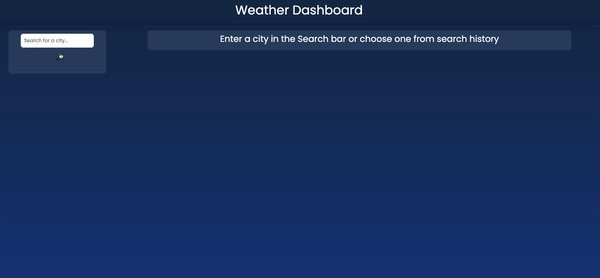 Weather Dashboard
Search for a city...
Enter a city in the Search bar or choose one from search history